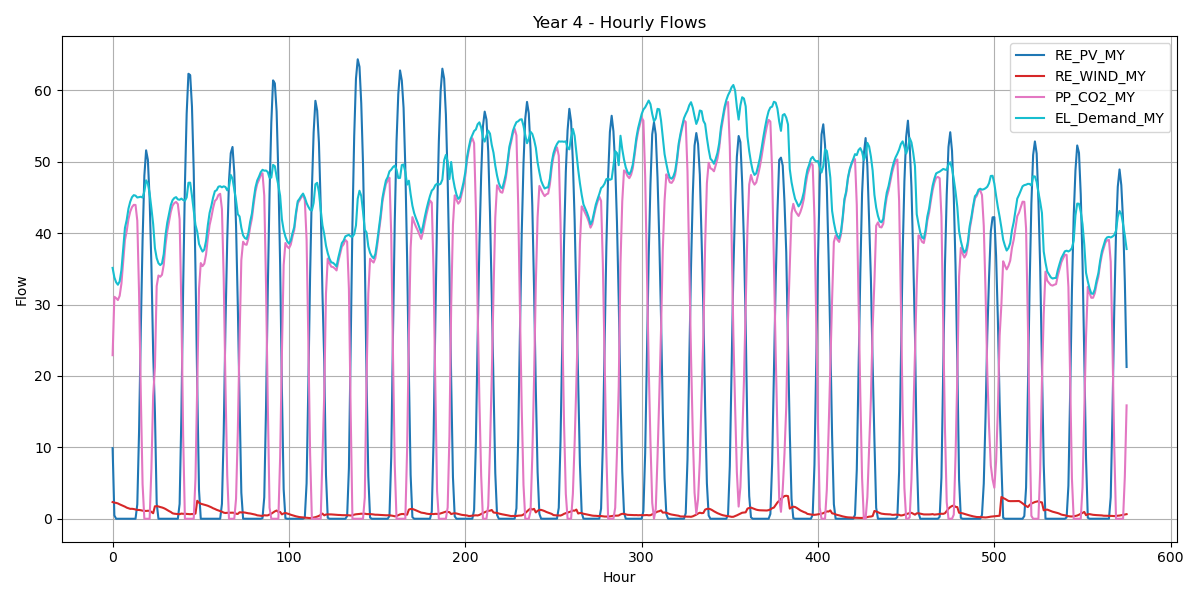 Year 4 - Hourly Flows
RE_PV_MY
RE_WIND_MY
PP_CO2_MY
EL_Demand_MY
Flow
60
50
40
30
20
10
0
0 100 200 300 400 500 600
Hour